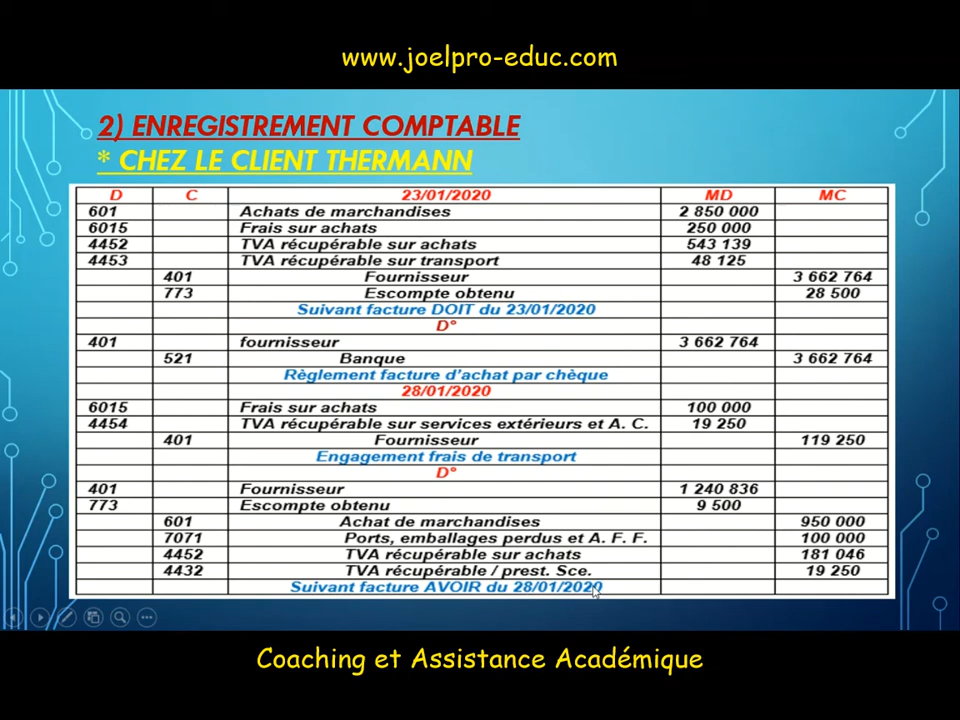 www.joelpro-educ.com
2) ENREGISTREMENT COMPTABLE
* CHEZ LE CLIENT THERMANN
D C 23/01/2020 MD MC
601 Achats de marchandises 2 850 000
6015 Frais sur achats 250 000
4452 TVA récupérable sur achats 543 139
4453 TVA récupérable sur transport 48 125
401 Fournisseur 3 662 764
773 Escompte obtenu 28 500
Suivant facture DOIT du 23/01/2020
D°
401 fournisseur 3 662 764
521 Banque 3 662 764
Règlement facture d'achat par chèque
28/01/2020
6015 Frais sur achats 100 000
4454 TVA récupérable sur services extérieurs et A. C. 19 250
401 Fournisseur 119 250
Engagement frais de transport
D°
401 Fournisseur 1 240 836
773 Escompte obtenu 9 500
601 Achat de marchandises 950 000
7071 Ports, emballages perdus et A. F. F. 100 000
4452 TVA récupérable sur achats 181 046
4432 TVA récupérable / prest. Sce. 19 250
Suivant facture AVOIR du 28/01/2020
Coaching et Assistance Académique